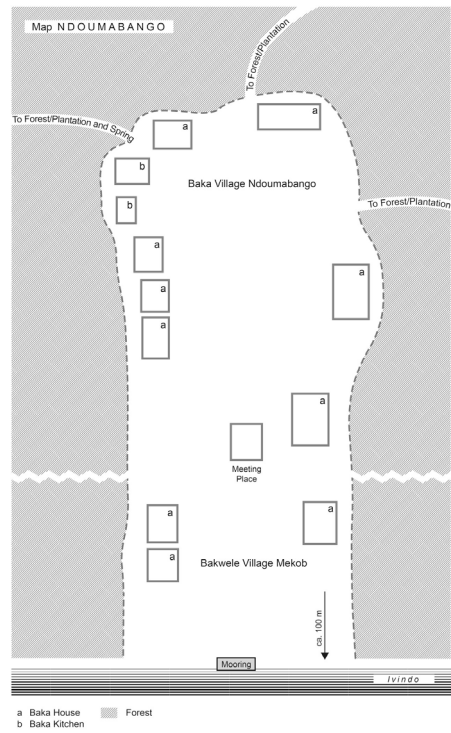 Map NDOUMABANGO
To Forest/Plantation
To Forest/Plantation and Spring
a
a
b
Baka Village Ndoumabango
b
To Forest/Plantation
a
a
a
a
a
Meeting
Place
a
a
a
Bakwele Village Mekob
ca. 100 m
Mooring
Ivindo
a Baka House
Forest
b Baka Kitchen